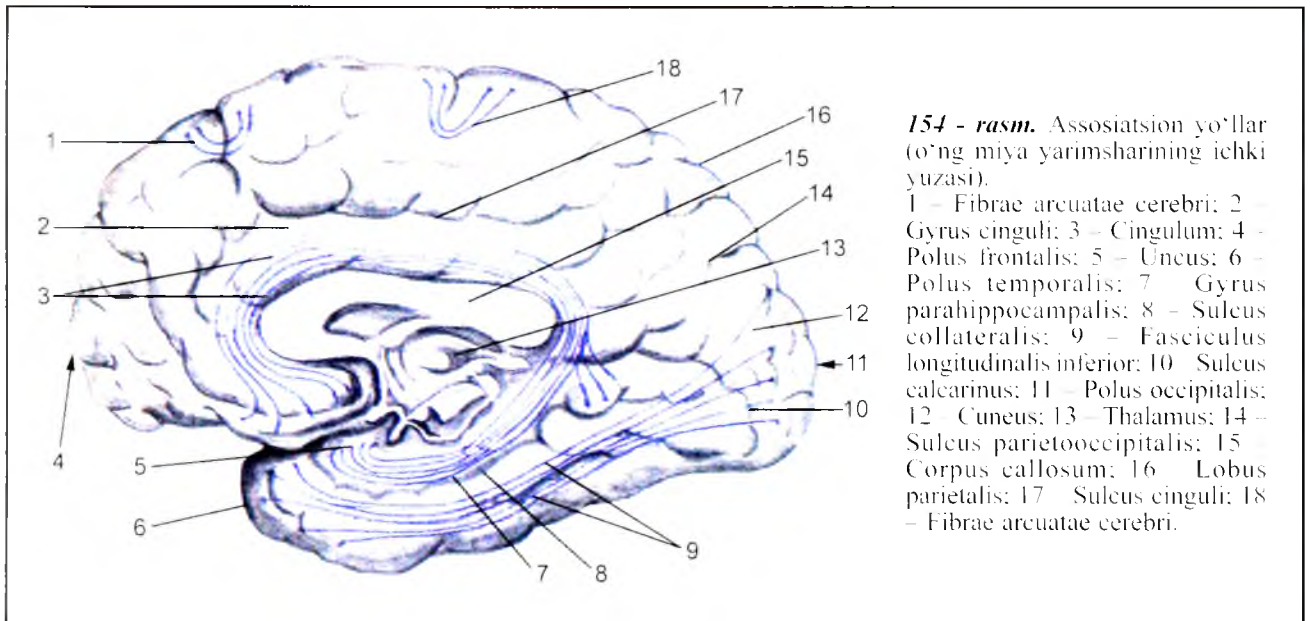 18
17
1
16
15
2
14
13
3
12
11
10
4
5
6
9
7
8
154 - rasm. Assosiatsion yo‘llar
(o‘ng miya yarimsharining ichki
yuzasi).
1 – Fibrae arcuatae cerebri; 2 –
Gyrus cinguli; 3 – Cingulum; 4 -
Polus frontalis; 5 – Uncus; 6 –
Polus temporalis; 7 Gyrus
parahippocampalis; 8 – Sulcus
collateralis; 9 – Fasciculus
longitudinalis inferior; 10 Sulcus
calcarinus; 11 – Polus occipitalis;
12 – Cuneus; 13 – Thalamus; 14 –
Sulcus parietooccipitalis; 15
Corpus callosum; 16 Lobus
parietalis; 17 Sulcus cinguli; 18
– Fibrae arcuatae cerebri.